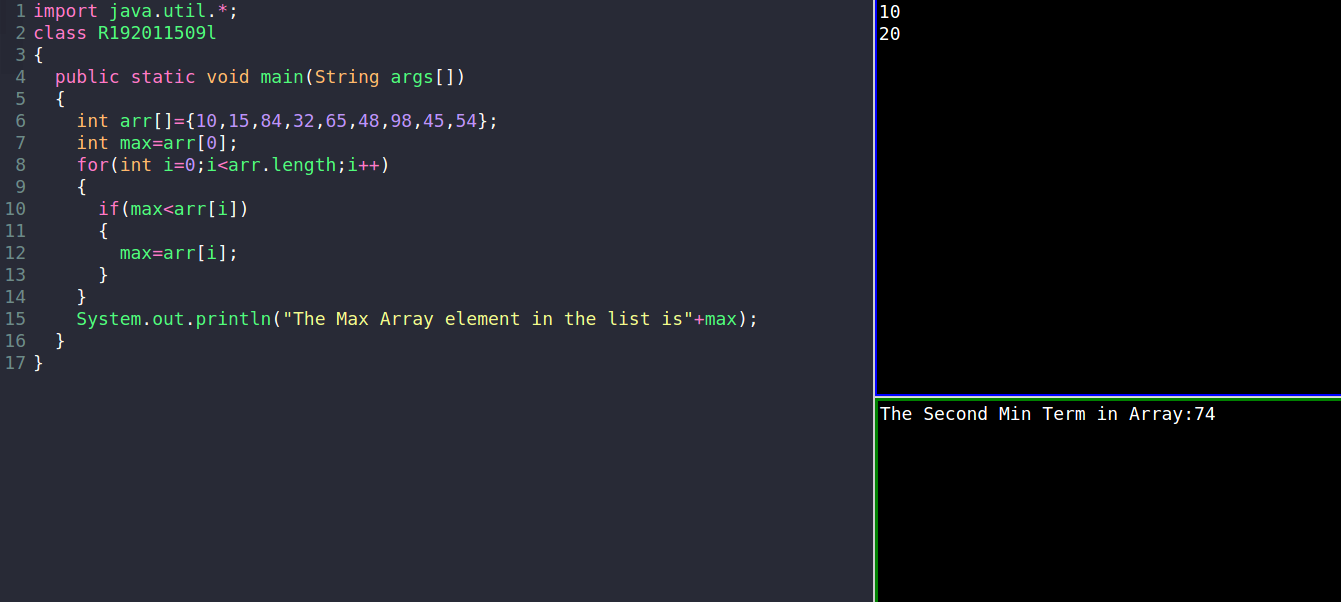 1 import java.util.*;
2 class R192011509l
3 {
4   public static void main(String args[])
5   {
6     int arr[]={10,15,84,32,65,48,98,45,54};
7     int max=arr[0];
8     for(int i=0;i<arr.length;i++)
9     {
10       if(max<arr[i])
11       {
12         max=arr[i];
13       }
14     }
15     System.out.println("The Max Array element in the list is"+max);
16   }
17 }
10
20
The Second Min Term in Array:74